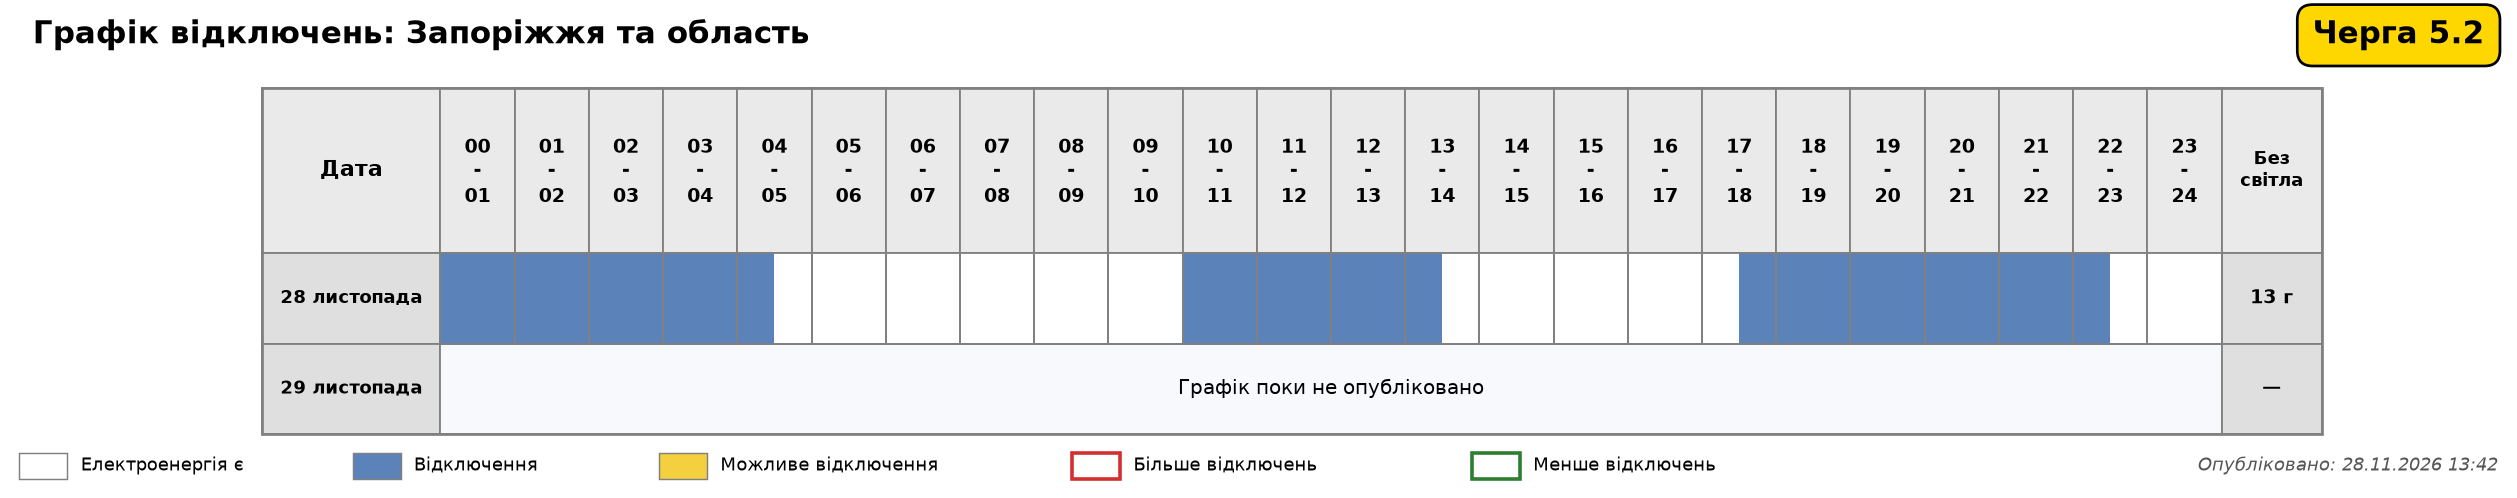 Графік відключень: Запоріжжя та область
Черга 5.2
Дата
00 - 01
01 - 02
02 - 03
03 - 04
04 - 05
05 - 06
06 - 07
07 - 08
08 - 09
09 - 10
10 - 11
11 - 12
12 - 13
13 - 14
14 - 15
15 - 16
16 - 17
17 - 18
18 - 19
19 - 20
20 - 21
21 - 22
22 - 23
23 - 24
Без
світла
28 листопада
13 г
29 листопада
Графік поки не опубліковано
—
Електроенергія є
Відключення
Можливе відключення
Більше відключень
Менше відключень
Опубліковано: 28.11.2026 13:42